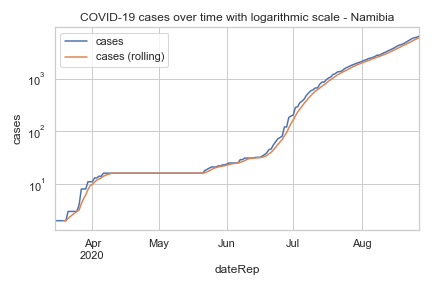 COVID-19 cases over time with logarithmic scale - Namibia
cases
cases (rolling)
10³
10²
10¹
cases
Apr
2020
May
Jun
Jul
Aug
dateRep